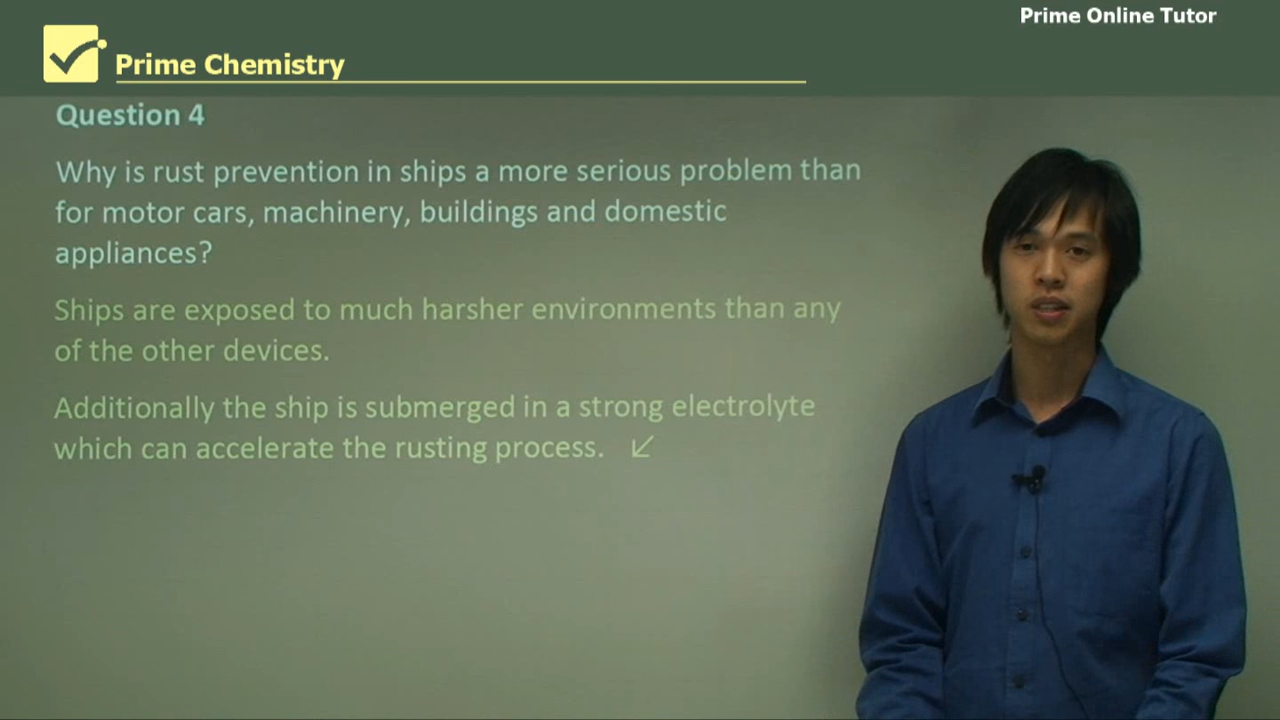 Prime Online Tutor
Prime Chemistry
Question 4
Why is rust prevention in ships a more serious problem than
for motor cars, machinery, buildings and domestic
appliances?
Ships are exposed to much harsher environments than any
of the other devices.
Additionally the ship is submerged in a strong electrolyte
which can accelerate the rusting process.